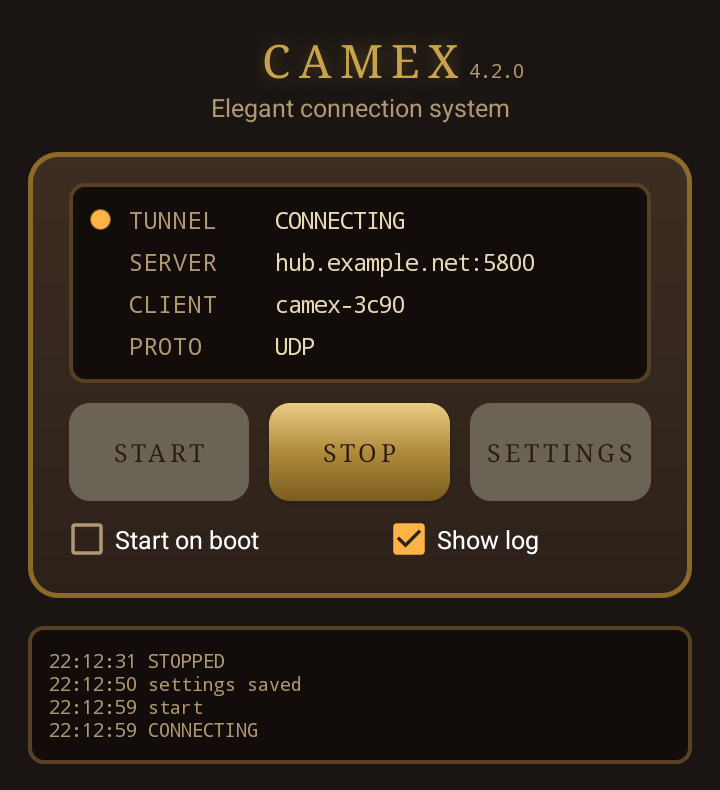 CAMEX 4.2.0
Elegant connection system
TUNNEL CONNECTING
SERVER hub.example.net:5800
CLIENT camex-3c90
PROTO UDP
START STOP SETTINGS
Start on boot Show log
22:12:31 STOPPED
22:12:50 settings saved
22:12:59 start
22:12:59 CONNECTING